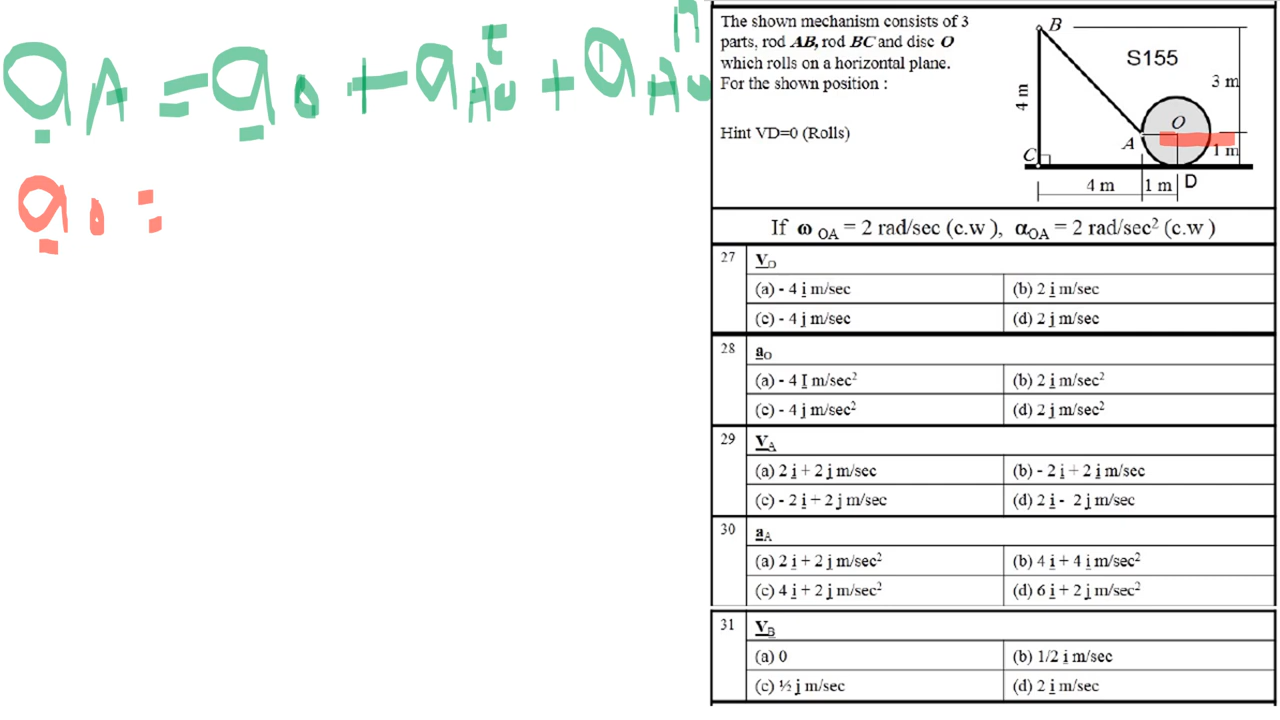 a A = a o + a Ao t + a Ao n
a o =
The shown mechanism consists of 3
parts, rod AB, rod BC and disc O
which rolls on a horizontal plane.
For the shown position :
Hint VD=0 (Rolls)
B
S155
3 m
4 m
O
A
1 m
C
4 m
1 m
D
If ω OA = 2 rad/sec (c.w ), αOA = 2 rad/sec² (c.w )
27
VO
(a) - 4 i m/sec
(b) 2 i m/sec
(c) - 4 j m/sec
(d) 2 j m/sec
28
aO
(a) - 4 I m/sec²
(b) 2 i m/sec²
(c) - 4 j m/sec²
(d) 2 j m/sec²
29
VA
(a) 2 i + 2 j m/sec
(b) - 2 i + 2 i m/sec
(c) - 2 i + 2 j m/sec
(d) 2 i - 2 j m/sec
30
aA
(a) 2 i + 2 j m/sec²
(b) 4 i + 4 i m/sec²
(c) 4 i + 2 j m/sec²
(d) 6 i + 2 j m/sec²
31
VB
(a) 0
(b) 1/2 i m/sec
(c) ½ j m/sec
(d) 2 i m/sec